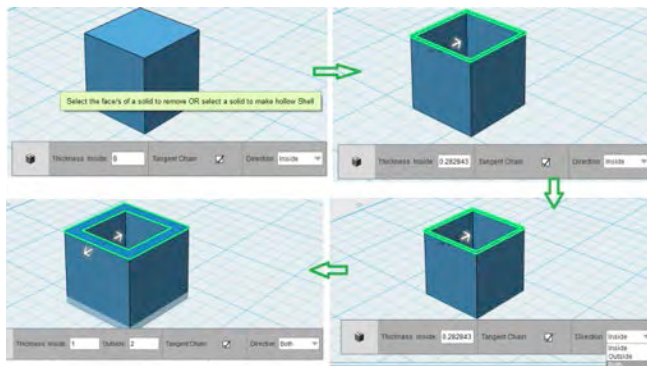 Select the face/s of a solid to remove OR select a solid to make hollow Shell
Thickness Inside: 8 Tangent Chain Direction: Inside
Thickness Inside: 0.282843 Tangent Chain Direction: Inside
Thickness Inside: 0.282843 Tangent Chain Direction: Inside
Inside
Outside
Thickness Inside: 1 Outside: 2 Tangent Chain Direction: Both